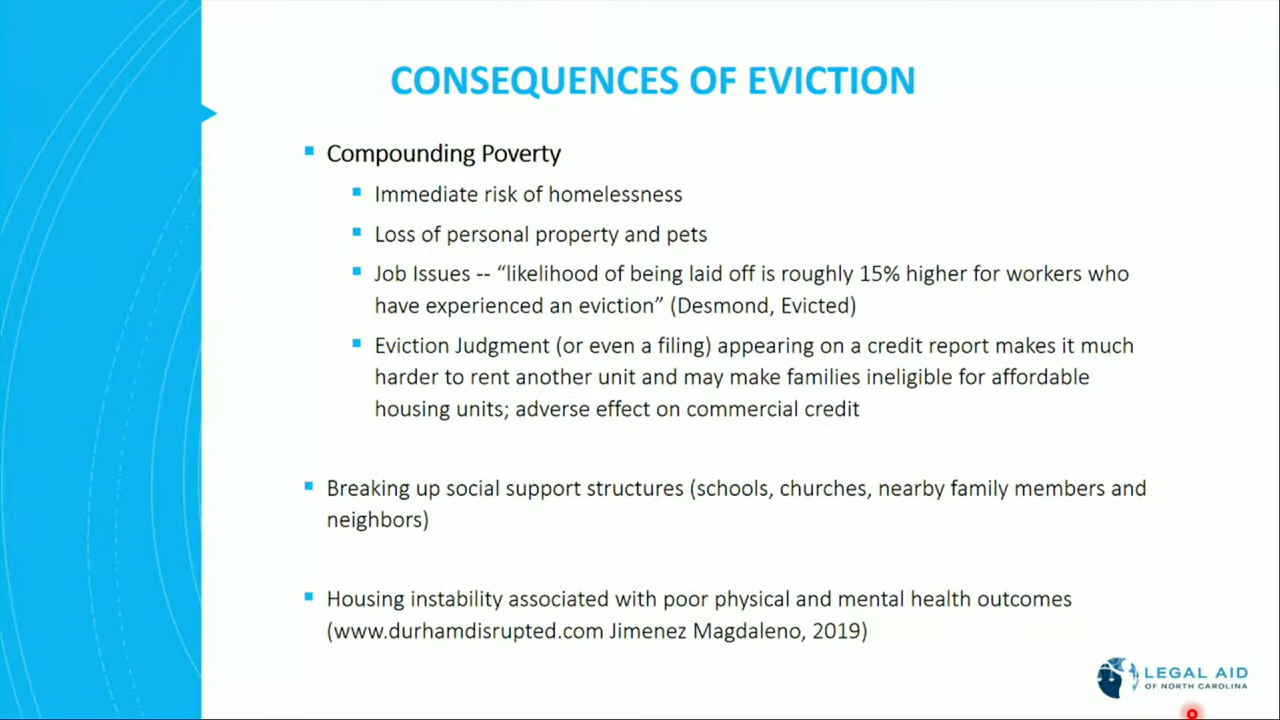 CONSEQUENCES OF EVICTION
Compounding Poverty
Immediate risk of homelessness
Loss of personal property and pets
Job Issues -- “likelihood of being laid off is roughly 15% higher for workers who
have experienced an eviction” (Desmond, Evicted)
Eviction Judgment (or even a filing) appearing on a credit report makes it much
harder to rent another unit and may make families ineligible for affordable
housing units; adverse effect on commercial credit
Breaking up social support structures (schools, churches, nearby family members and
neighbors)
Housing instability associated with poor physical and mental health outcomes
(www.durhamdisrupted.com Jimenez Magdaleno, 2019)
LEGAL AID
OF NORTH CAROLINA